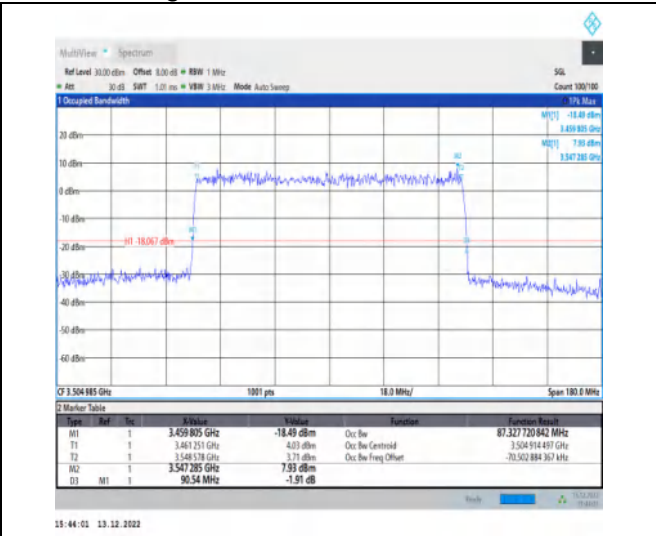 MultiView Spectrum
Ref Level 30.00 dBm Offset 8.00 dB RBW 1 MHz SGL
Att 30 dB SWT 1.01 ms VBW 3 MHz Mode Auto Sweep Count 100/100
1 Occupied Bandwidth 1Pk Max
M1[1] -18.49 dBm
3.459 805 GHz
M2[1] 7.93 dBm
3.547 285 GHz
20 dBm
10 dBm
0 dBm
-10 dBm
H1 -18.067 dBm
-20 dBm
-30 dBm
-40 dBm
-50 dBm
-60 dBm
CF 3.504 985 GHz 1001 pts 18.0 MHz/ Span 180.0 MHz
2 Marker Table
Type Ref Trc X-Value Y-Value Function Function Result
M1 1 3.459 805 GHz -18.49 dBm Occ Bw 87.327 720 842 MHz
T1 1 3.461 251 GHz 4.03 dBm Occ Bw Centroid 3.504 914 497 GHz
T2 1 3.548 578 GHz 3.71 dBm Occ Bw Freq Offset -70.502 884 367 kHz
M2 1 3.547 285 GHz 7.93 dBm
D3 M1 1 90.54 MHz -1.91 dB
Ready
15:44:01 13.12.2022